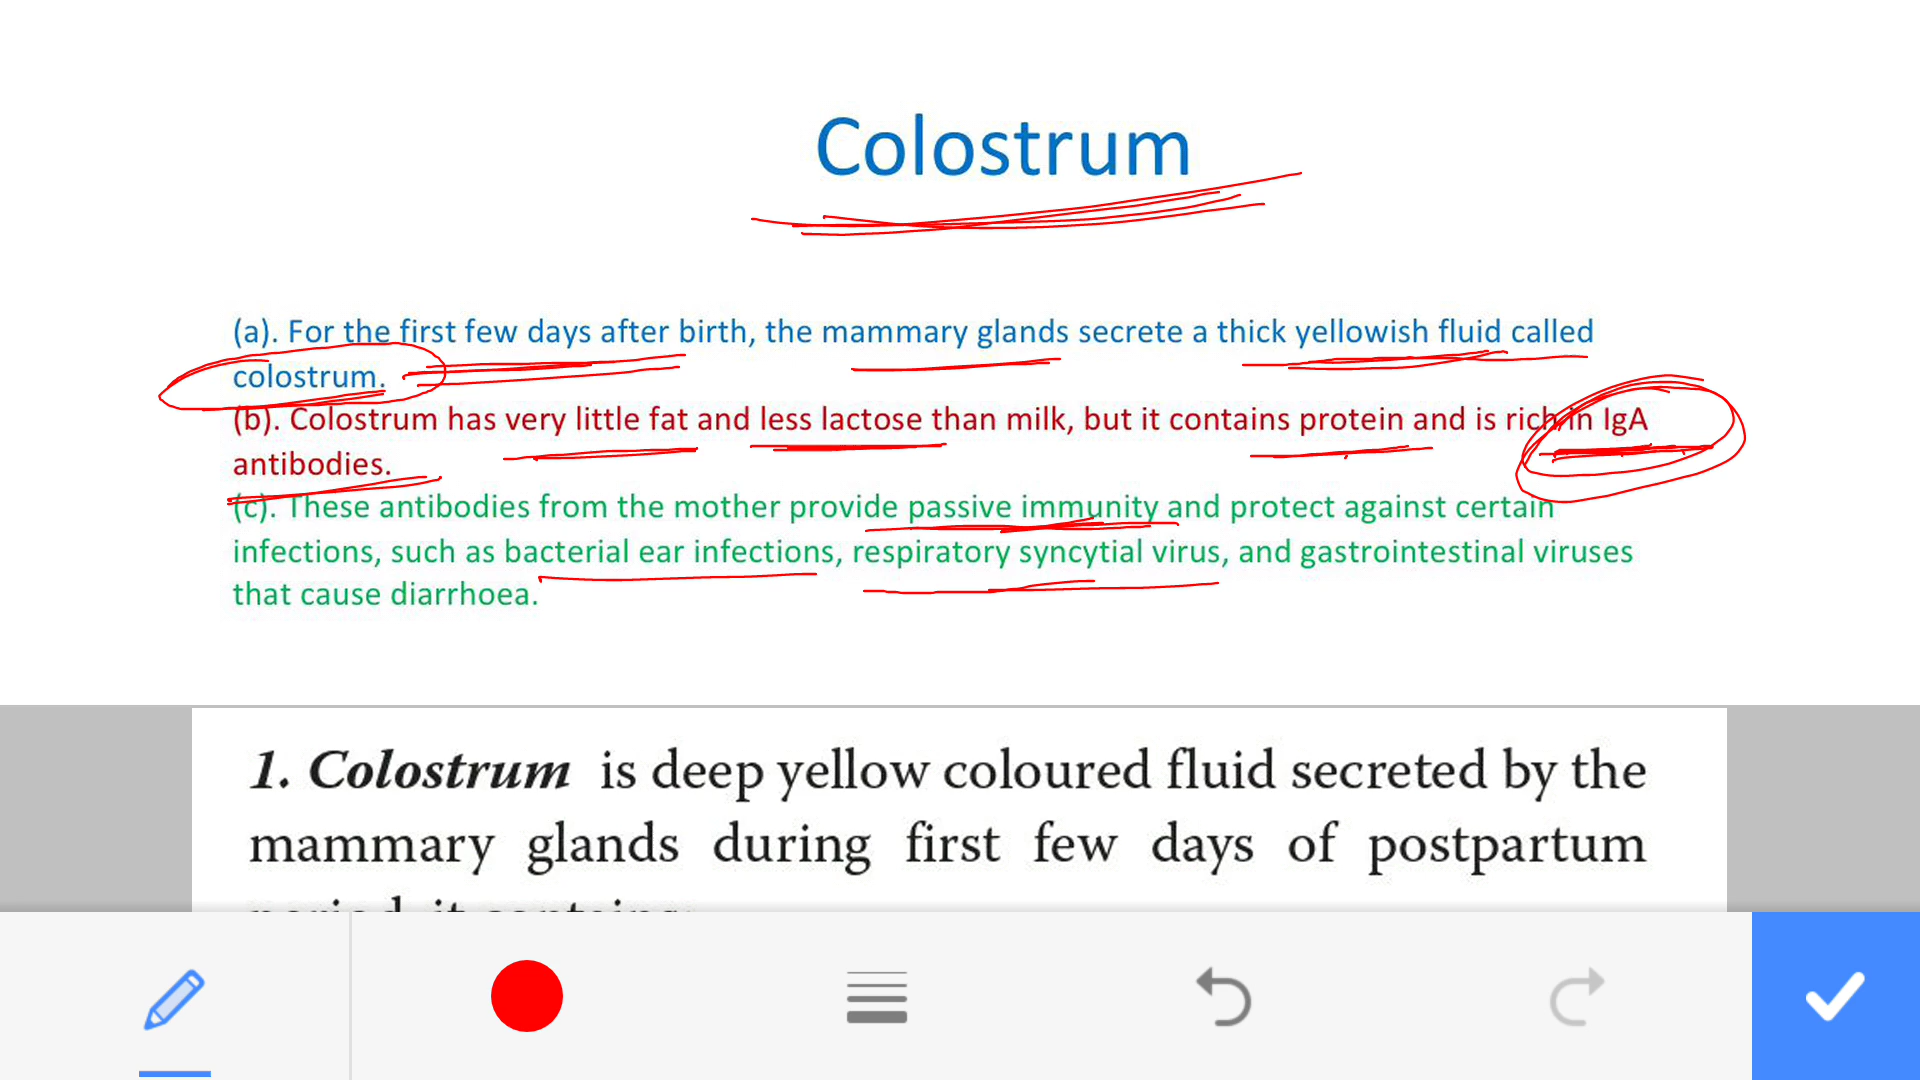 Colostrum
(a). For the first few days after birth, the mammary glands secrete a thick yellowish fluid called
colostrum.
(b). Colostrum has very little fat and less lactose than milk, but it contains protein and is rich in IgA
antibodies.
(c). These antibodies from the mother provide passive immunity and protect against certain
infections, such as bacterial ear infections, respiratory syncytial virus, and gastrointestinal viruses
that cause diarrhoea.
1. Colostrum is deep yellow coloured fluid secreted by the
mammary glands during first few days of postpartum
period, it contains: